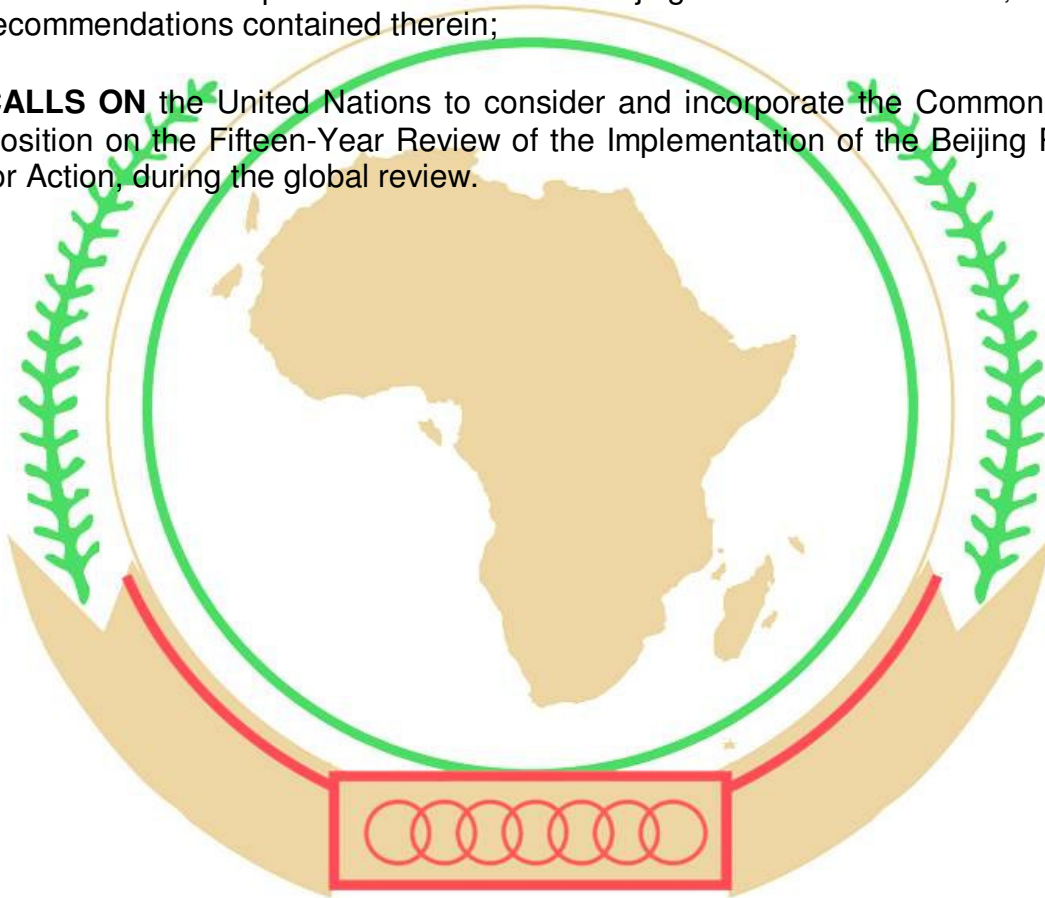 ecommendations contained therein;
CALLS ON the United Nations to consider and incorporate the Common
osition on the Fifteen-Year Review of the Implementation of the Beijing
or Action, during the global review.